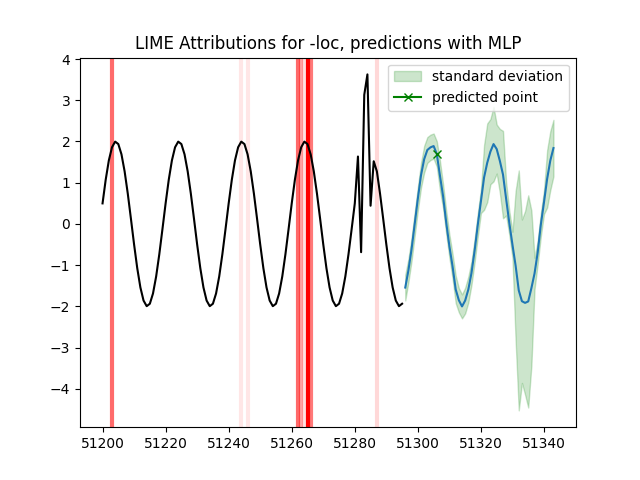 LIME Attributions for -loc, predictions with MLP
standard deviation
predicted point
4
3
2
1
0
−1
−2
−3
−4
51200 51220 51240 51260 51280 51300 51320 51340